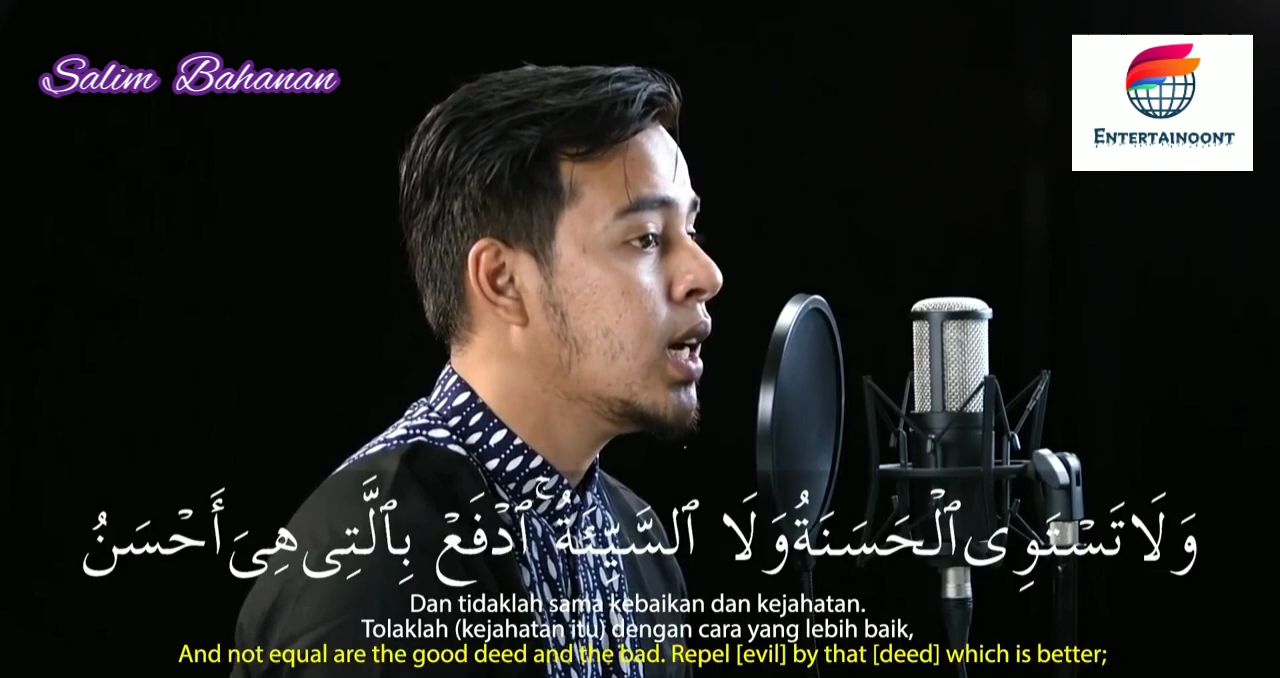 Salim Bahanan
ENTERTAINOONT
وَلَا تَسْتَوِى ٱلْحَسَنَةُ وَلَا ٱلسَّيِّئَةُ ۚ ٱدْفَعْ بِٱلَّتِى هِىَ أَحْسَنُ
Dan tidaklah sama kebaikan dan kejahatan.
Tolaklah (kejahatan itu) dengan cara yang lebih baik,
And not equal are the good deed and the bad. Repel [evil] by that [deed] which is better;